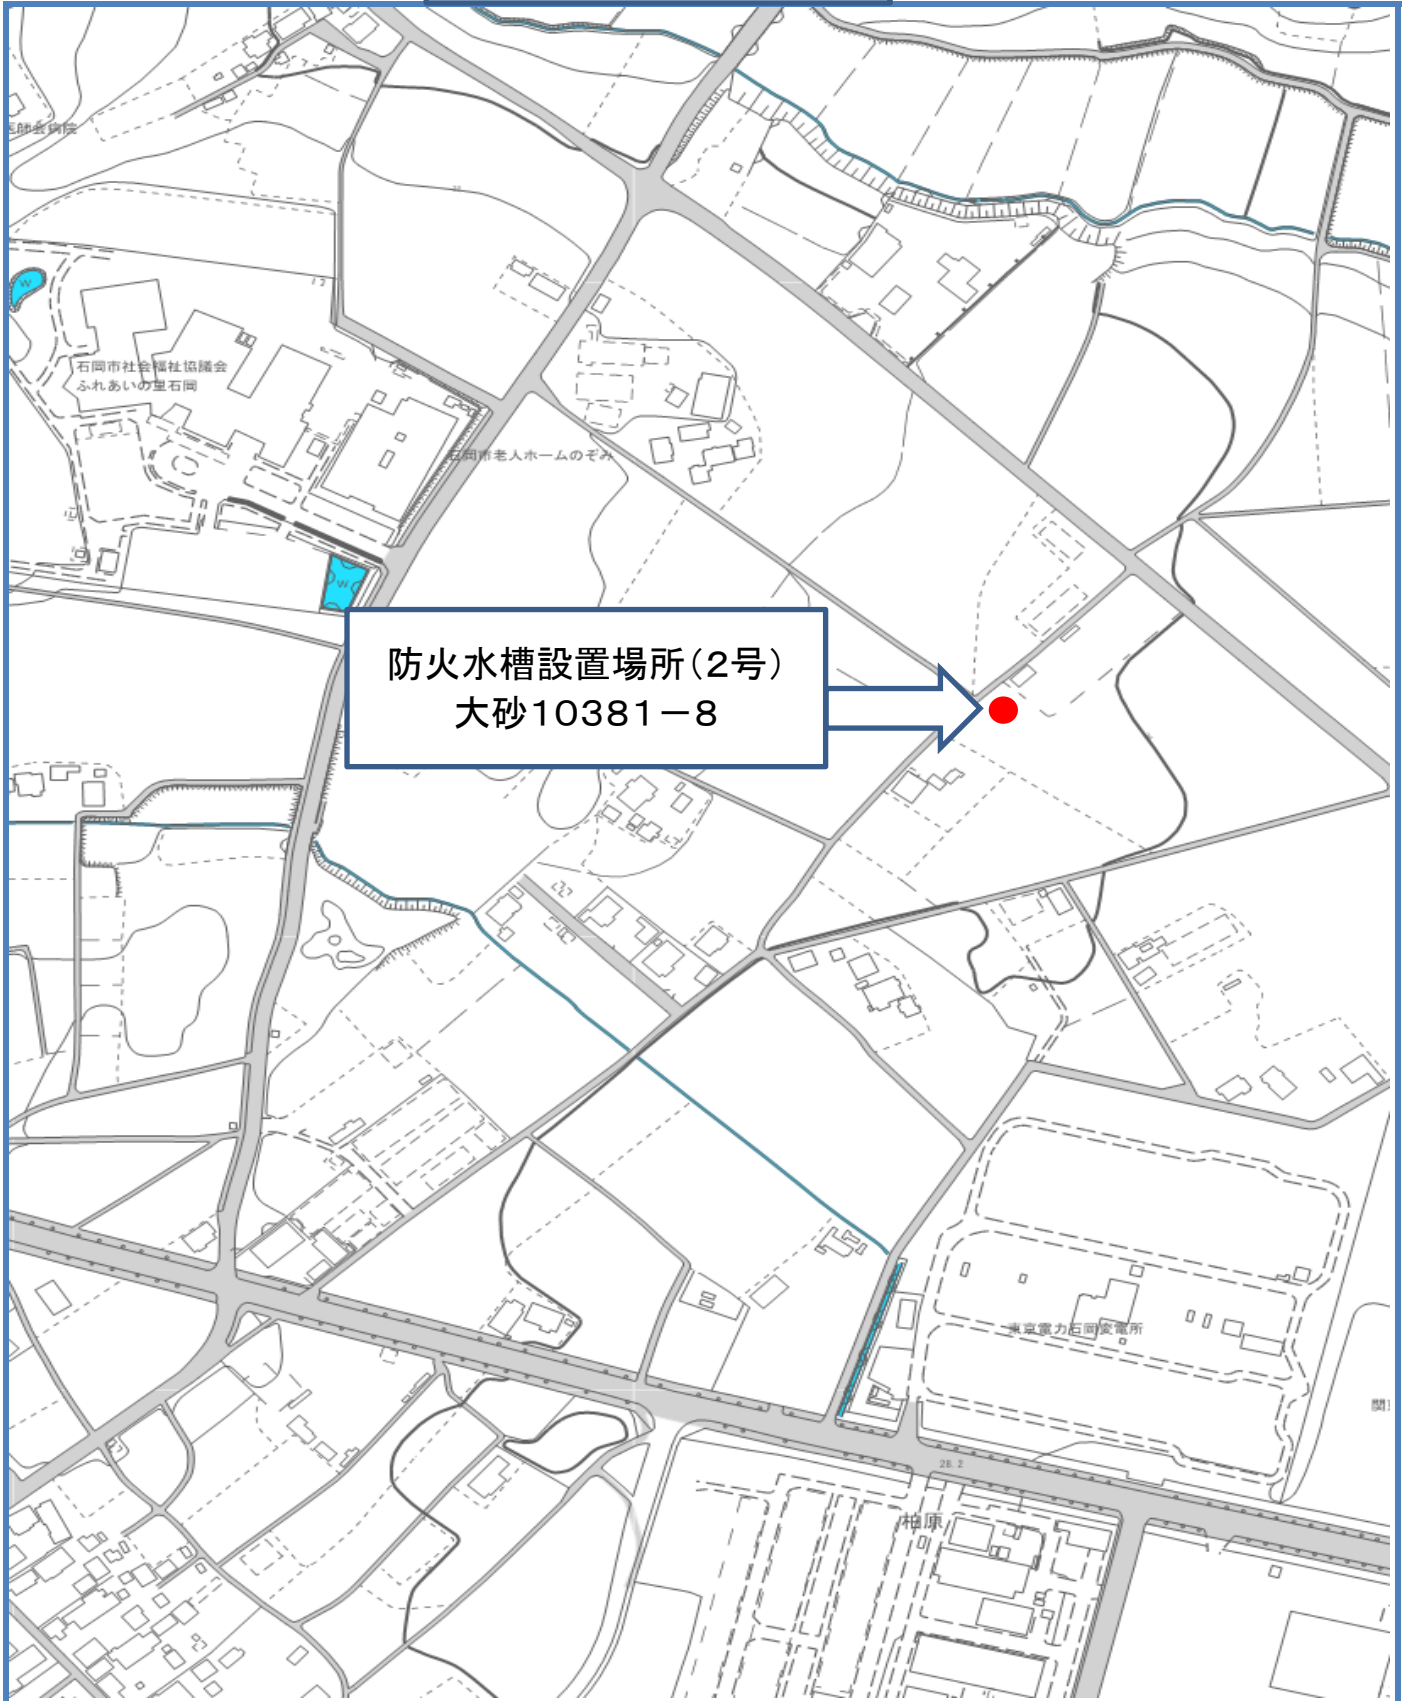 医師会病院
W
石岡市社会福祉協議会
ふれあいの里石岡
石岡市老人ホームのぞみ
W
防火水槽設置場所（2号）
大砂10381－8
東京電力石岡変電所
28.2
柏原